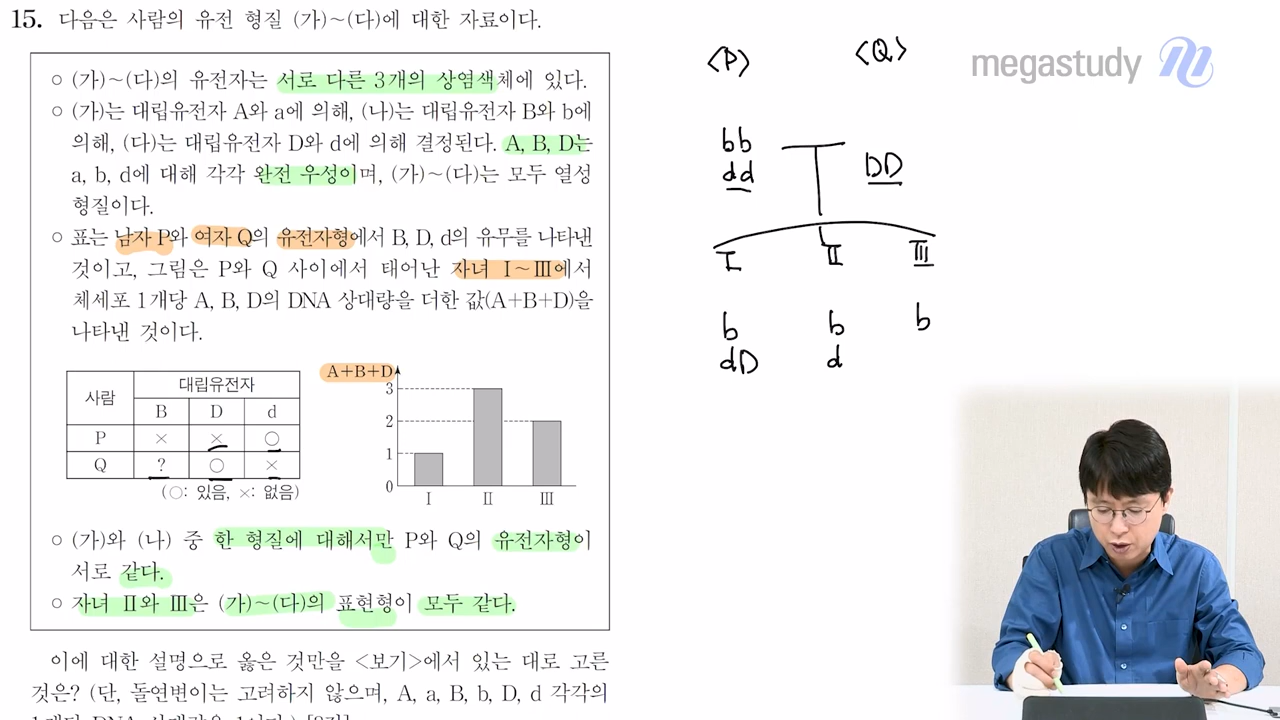 15. 다음은 사람의 유전 형질 (가)~(다)에 대한 자료이다.
○ (가)~(다)의 유전자는 서로 다른 3개의 상염색체에 있다.
○ (가)는 대립유전자 A와 a에 의해, (나)는 대립유전자 B와 b에
의해, (다)는 대립유전자 D와 d에 의해 결정된다. A, B, D는
a, b, d에 대해 각각 완전 우성이며, (가)~(다)는 모두 열성
형질이다.
○ 표는 남자 P와 여자 Q의 유전자형에서 B, D, d의 유무를 나타낸
것이고, 그림은 P와 Q 사이에서 태어난 자녀 Ⅰ~Ⅲ에서
체세포 1개당 A, B, D의 DNA 상대량을 더한 값(A+B+D)을
나타낸 것이다.
사람 대립유전자
B D d
P × × ○
Q ? ○ ×
(○: 있음, ×: 없음)
A+B+D
3
2
1
0
Ⅰ Ⅱ Ⅲ
○ (가)와 (나) 중 한 형질에 대해서만 P와 Q의 유전자형이
서로 같다.
○ 자녀 Ⅱ와 Ⅲ은 (가)~(다)의 표현형이 모두 같다.
이에 대한 설명으로 옳은 것만을 <보기>에서 있는 대로 고른
것은? (단, 돌연변이는 고려하지 않으며, A, a, B, b, D, d 각각의
<P> <Q>
bb
dd DD
Ⅰ Ⅱ Ⅲ
b b b
dD d
megastudy